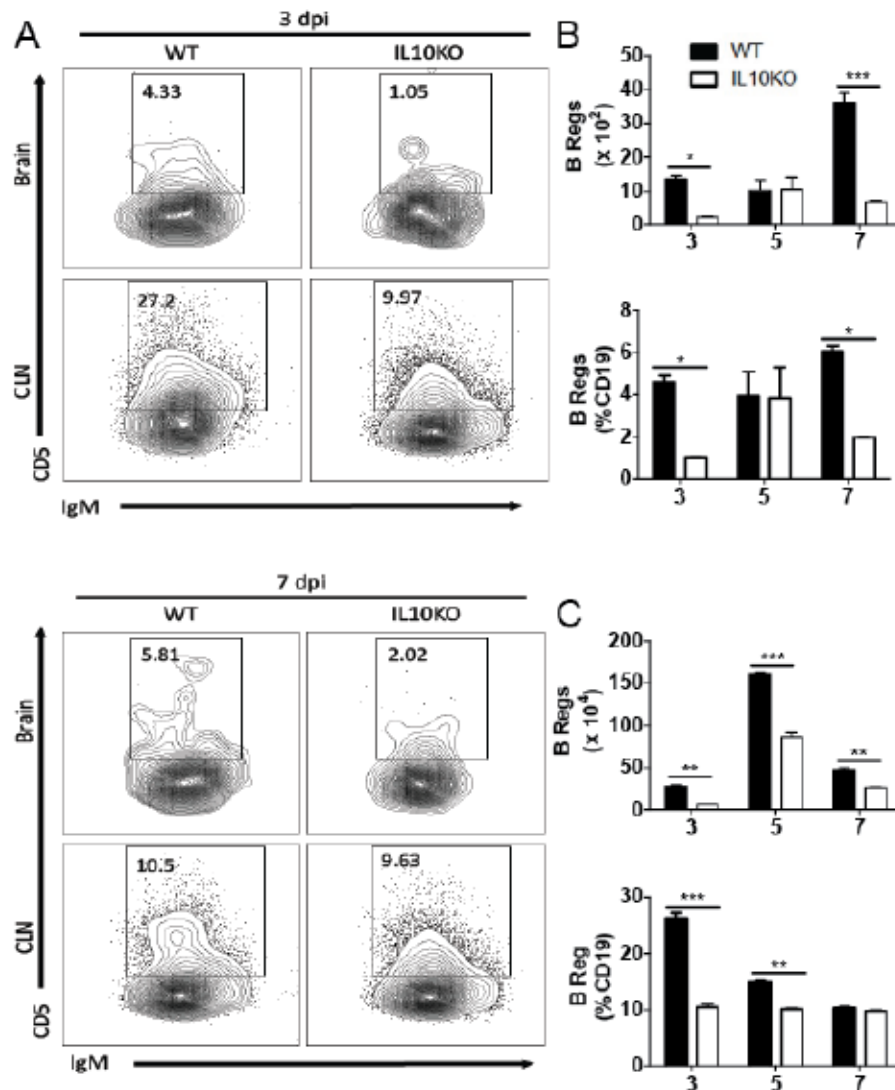 A
3 dpi
WT IL10KO
Brain
4.33 1.05
CLN
27.2 9.97
CD5
IgM
B
WT
IL10KO
B Regs
(x 10²)
50
40
30
20
10
0
* ***
3 5 7
B Regs
(% CD19)
8
6
4
2
0
* *
3 5 7
7 dpi
WT IL10KO
Brain
5.81 2.02
CLN
10.5 9.63
CD5
IgM
C
B Regs
(x 10⁴)
200
150
100
50
0
** *** **
3 5 7
B Reg
(% CD19)
30
20
10
0
*** **
3 5 7